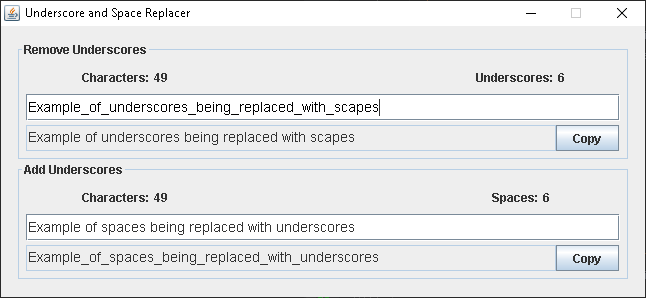 Underscore and Space Replacer
Remove Underscores
Characters: 49 Underscores: 6
Example_of_underscores_being_replaced_with_scapes
Example of underscores being replaced with scapes Copy
Add Underscores
Characters: 49 Spaces: 6
Example of spaces being replaced with underscores
Example_of_spaces_being_replaced_with_underscores Copy